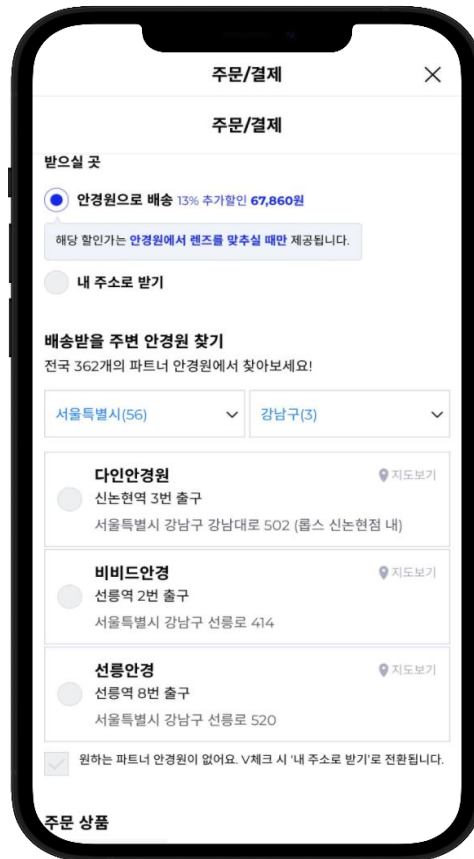 주문/결제
주문/결제
받으실 곳
안경원으로 배송 13% 추가할인 67,860원
해당 할인가는 안경원에서 렌즈를 맞추실 때만 제공됩니다.
내 주소로 받기
배송받을 주변 안경원 찾기
전국 362개의 파트너 안경원에서 찾아보세요!
서울특별시(56) 강남구(3)
다인안경원 지도보기
신논현역 3번 출구
서울특별시 강남구 강남대로 502 (롭스 신논현점 내)
비비드안경 지도보기
선릉역 2번 출구
서울특별시 강남구 선릉로 414
선릉안경 지도보기
선릉역 8번 출구
서울특별시 강남구 선릉로 520
원하는 파트너 안경원이 없어요. V체크 시 '내 주소로 받기'로 전환됩니다.
주문 상품